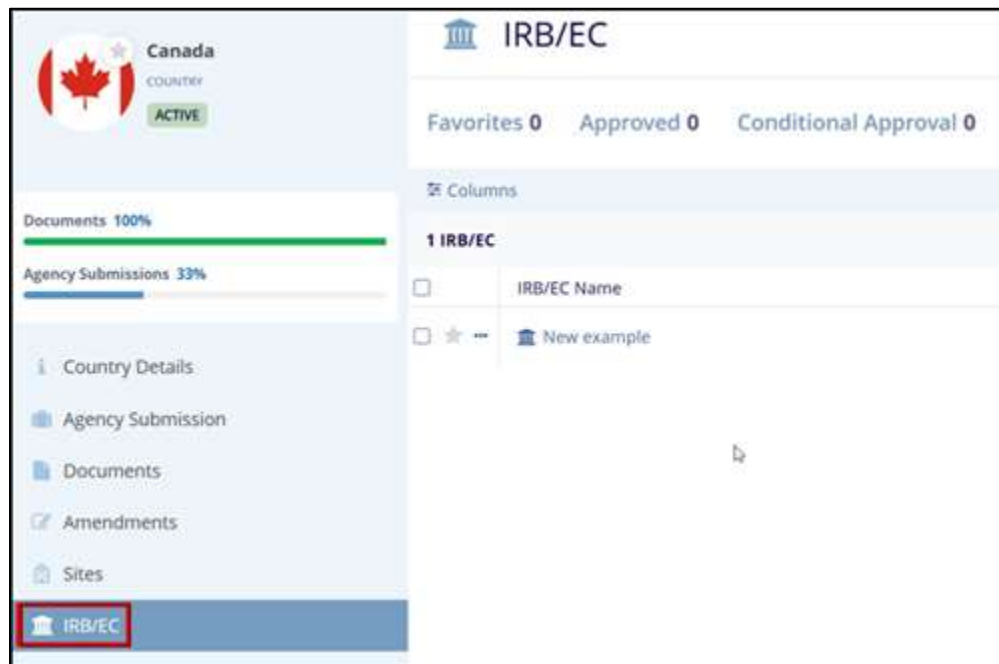 Canada
COUNTRY
ACTIVE
Documents 100%
Agency Submissions 33%
Country Details
Agency Submission
Documents
Amendments
Sites
IRB/EC
IRB/EC
Favorites 0 Approved 0 Conditional Approval 0
Columns
1 IRB/EC
IRB/EC Name
New example